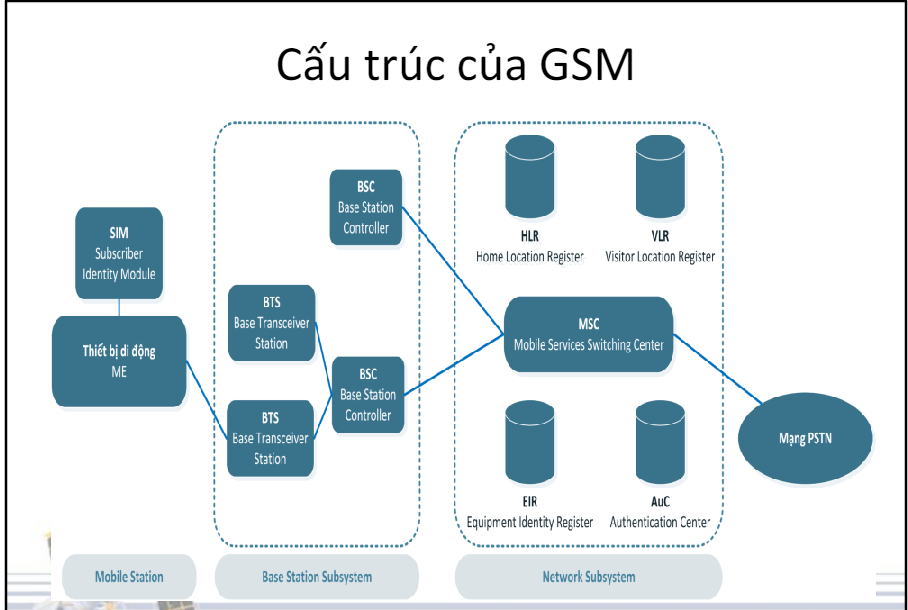 Cấu trúc của GSM
SIM
Subscriber
Identity Module
Thiết bị di động
ME
BSC
Base Station
Controller
BTS
Base Transceiver
Station
BSC
Base Station
Controller
BTS
Base Transceiver
Station
HLR
Home Location Register
VLR
Visitor Location Register
MSC
Mobile Services Switching Center
EIR
Equipment Identity Register
AuC
Authentication Center
Mạng PSTN
Mobile Station
Base Station Subsystem
Network Subsystem